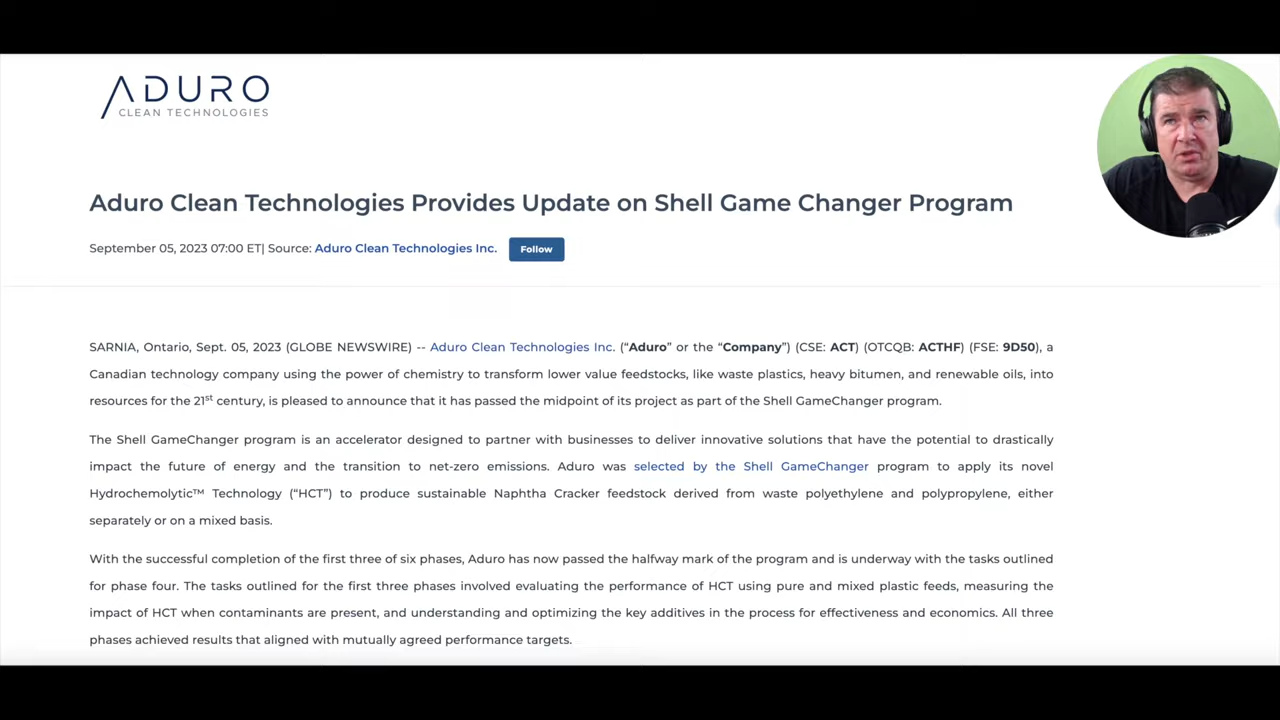 ADURO
CLEAN TECHNOLOGIES
Aduro Clean Technologies Provides Update on Shell Game Changer Program
September 05, 2023 07:00 ET| Source: Aduro Clean Technologies Inc. Follow
SARNIA, Ontario, Sept. 05, 2023 (GLOBE NEWSWIRE) -- Aduro Clean Technologies Inc. (“Aduro” or the “Company”) (CSE: ACT) (OTCQB: ACTHF) (FSE: 9D50), a
Canadian technology company using the power of chemistry to transform lower value feedstocks, like waste plastics, heavy bitumen, and renewable oils, into
resources for the 21st century, is pleased to announce that it has passed the midpoint of its project as part of the Shell GameChanger program.
The Shell GameChanger program is an accelerator designed to partner with businesses to deliver innovative solutions that have the potential to drastically
impact the future of energy and the transition to net-zero emissions. Aduro was selected by the Shell GameChanger program to apply its novel
Hydrochemolytic™ Technology (“HCT”) to produce sustainable Naphtha Cracker feedstock derived from waste polyethylene and polypropylene, either
separately or on a mixed basis.
With the successful completion of the first three of six phases, Aduro has now passed the halfway mark of the program and is underway with the tasks outlined
for phase four. The tasks outlined for the first three phases involved evaluating the performance of HCT using pure and mixed plastic feeds, measuring the
impact of HCT when contaminants are present, and understanding and optimizing the key additives in the process for effectiveness and economics. All three
phases achieved results that aligned with mutually agreed performance targets.